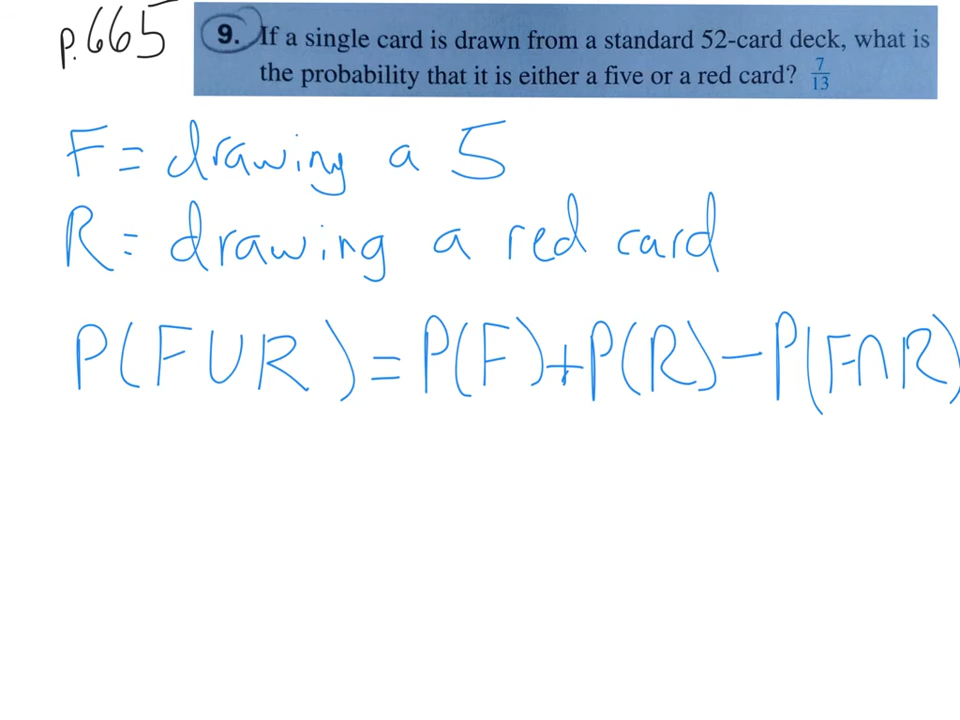 p.665
9. If a single card is drawn from a standard 52-card deck, what is
the probability that it is either a five or a red card? 7/13
F = drawing a 5
R = drawing a red card
P(F∪R) = P(F)+P(R)-P(F∩R)